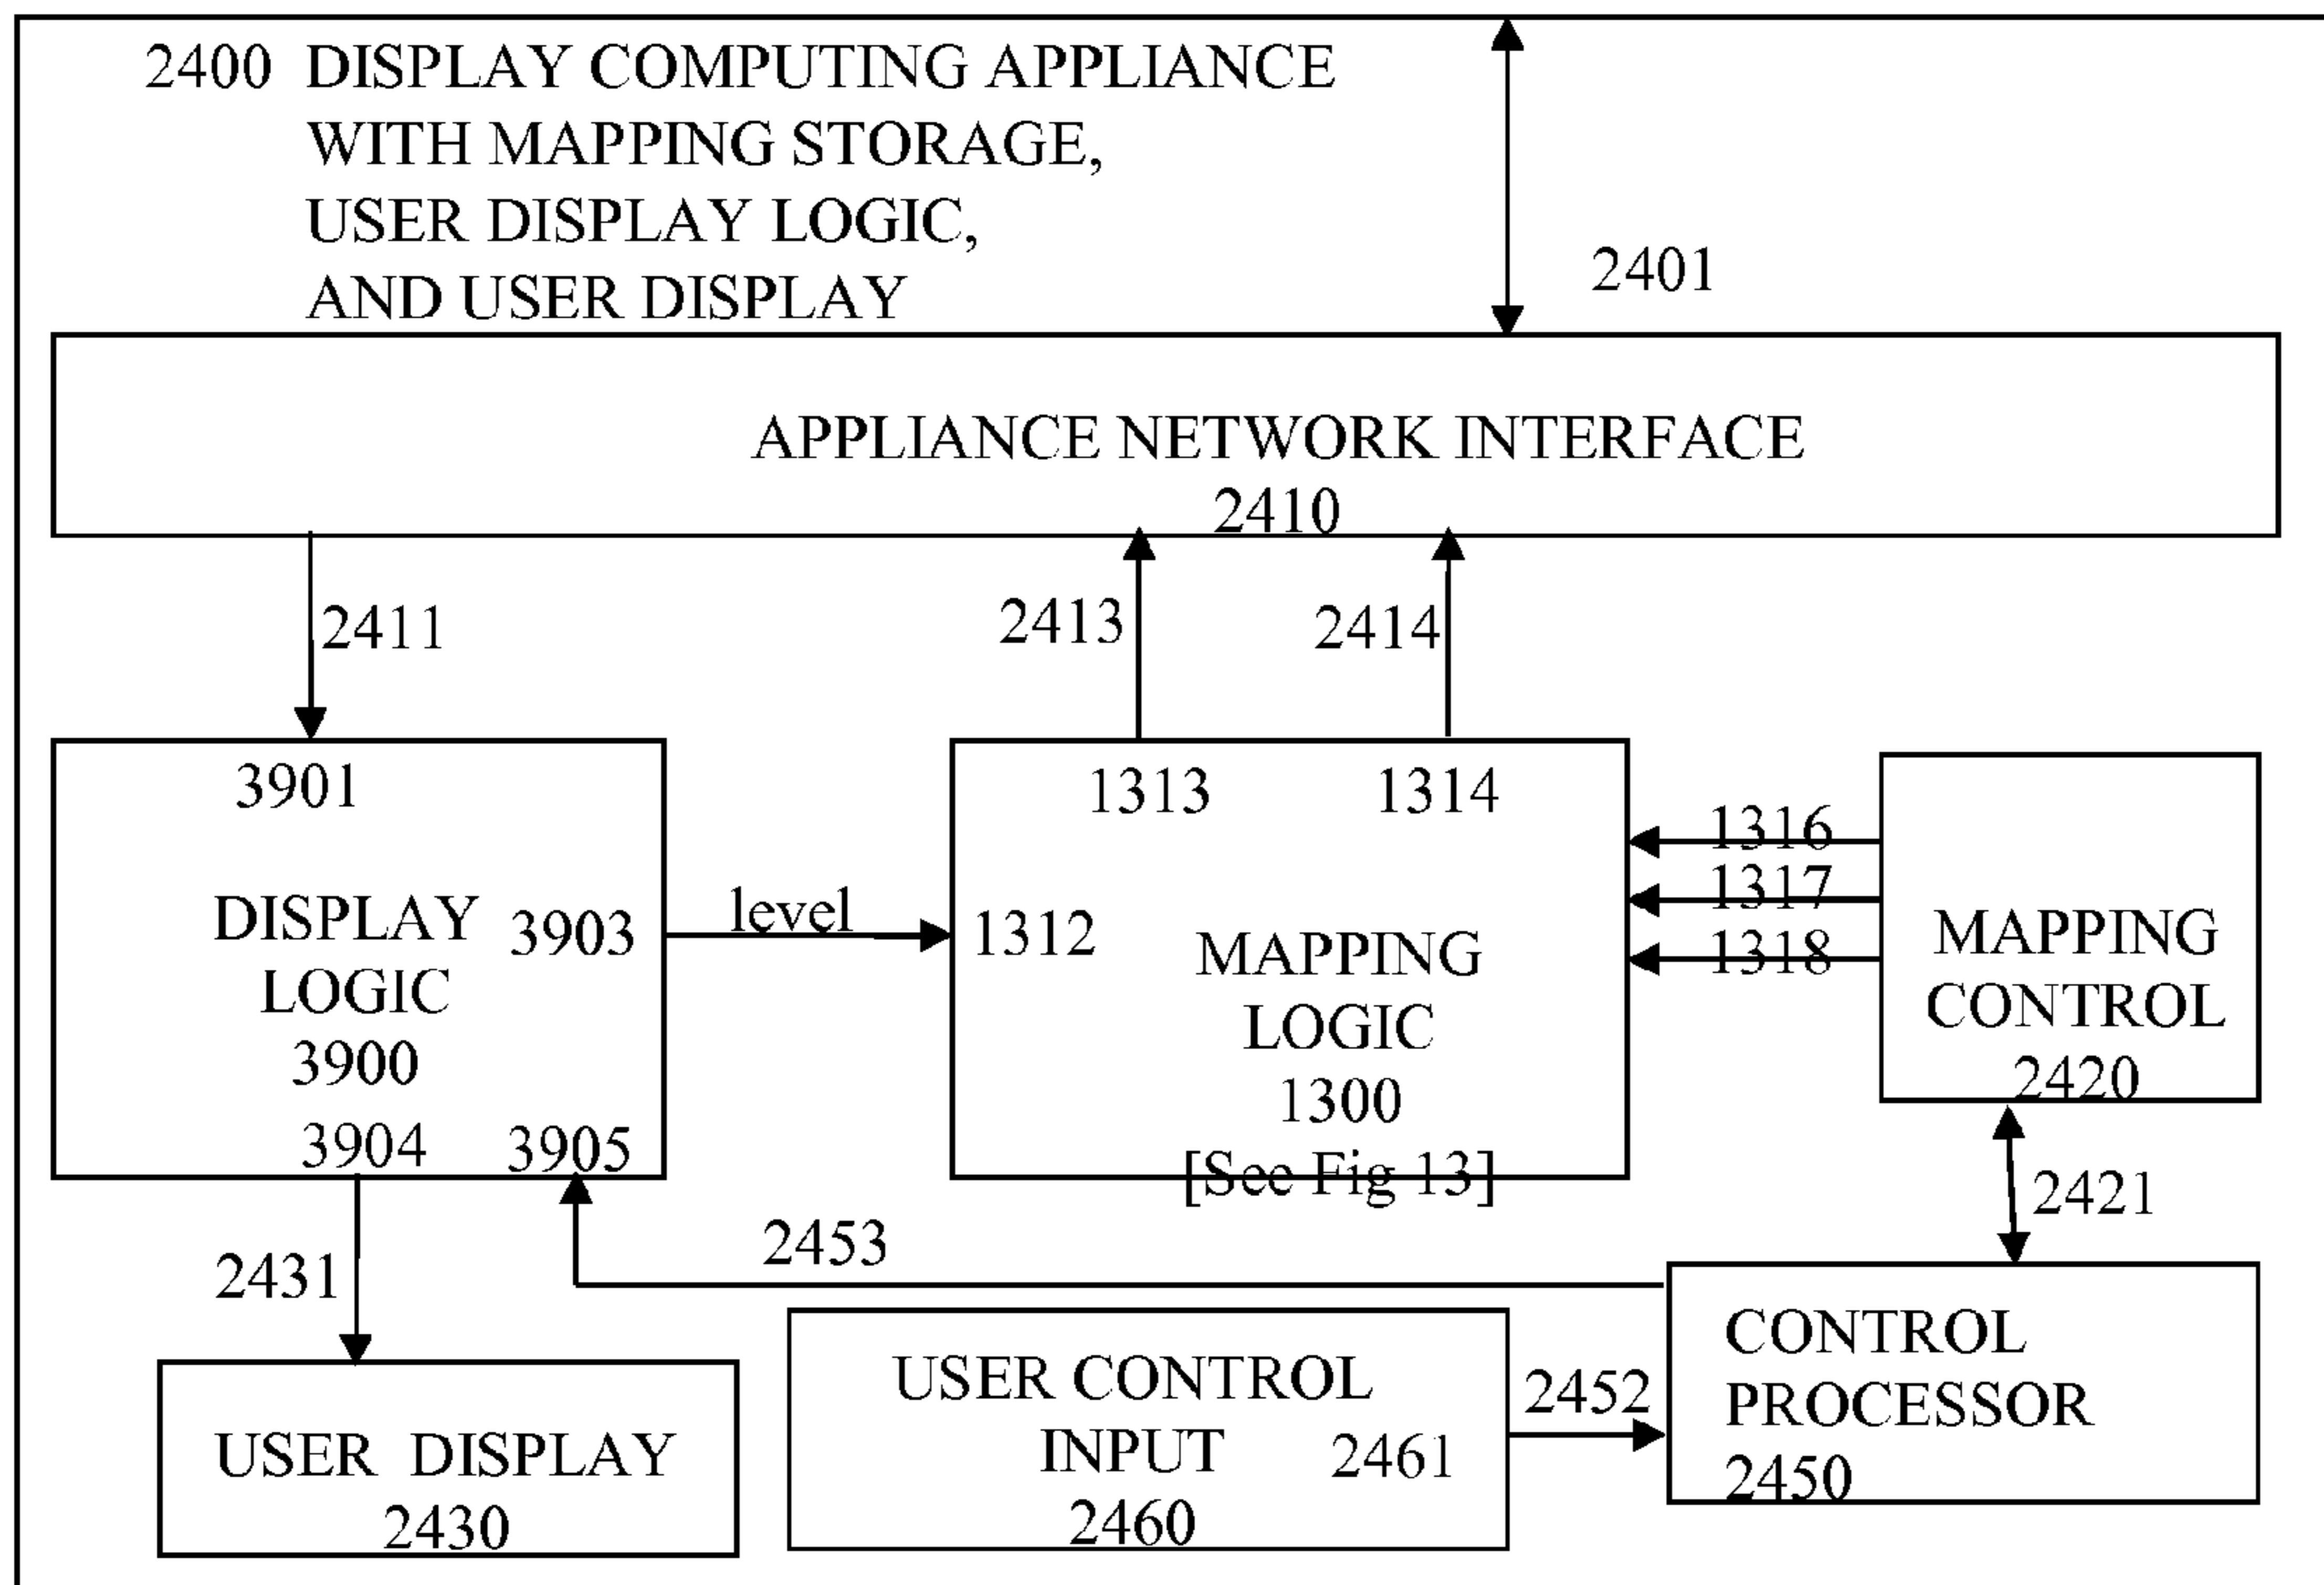 2400 DISPLAY COMPUTING APPLIANCE
WITH MAPPING STORAGE,
USER DISPLAY LOGIC,
AND USER DISPLAY
2401
APPLIANCE NETWORK INTERFACE
2410
2411
2413
2414
3901
DISPLAY
LOGIC
3900
3903
3904
3905
level
1313
1314
1312
MAPPING
LOGIC
1300
[See Fig 13]
1316
1317
1318
MAPPING
CONTROL
2420
2421
2453
2431
USER DISPLAY
2430
USER CONTROL
INPUT
2461
2460
2452
CONTROL
PROCESSOR
2450